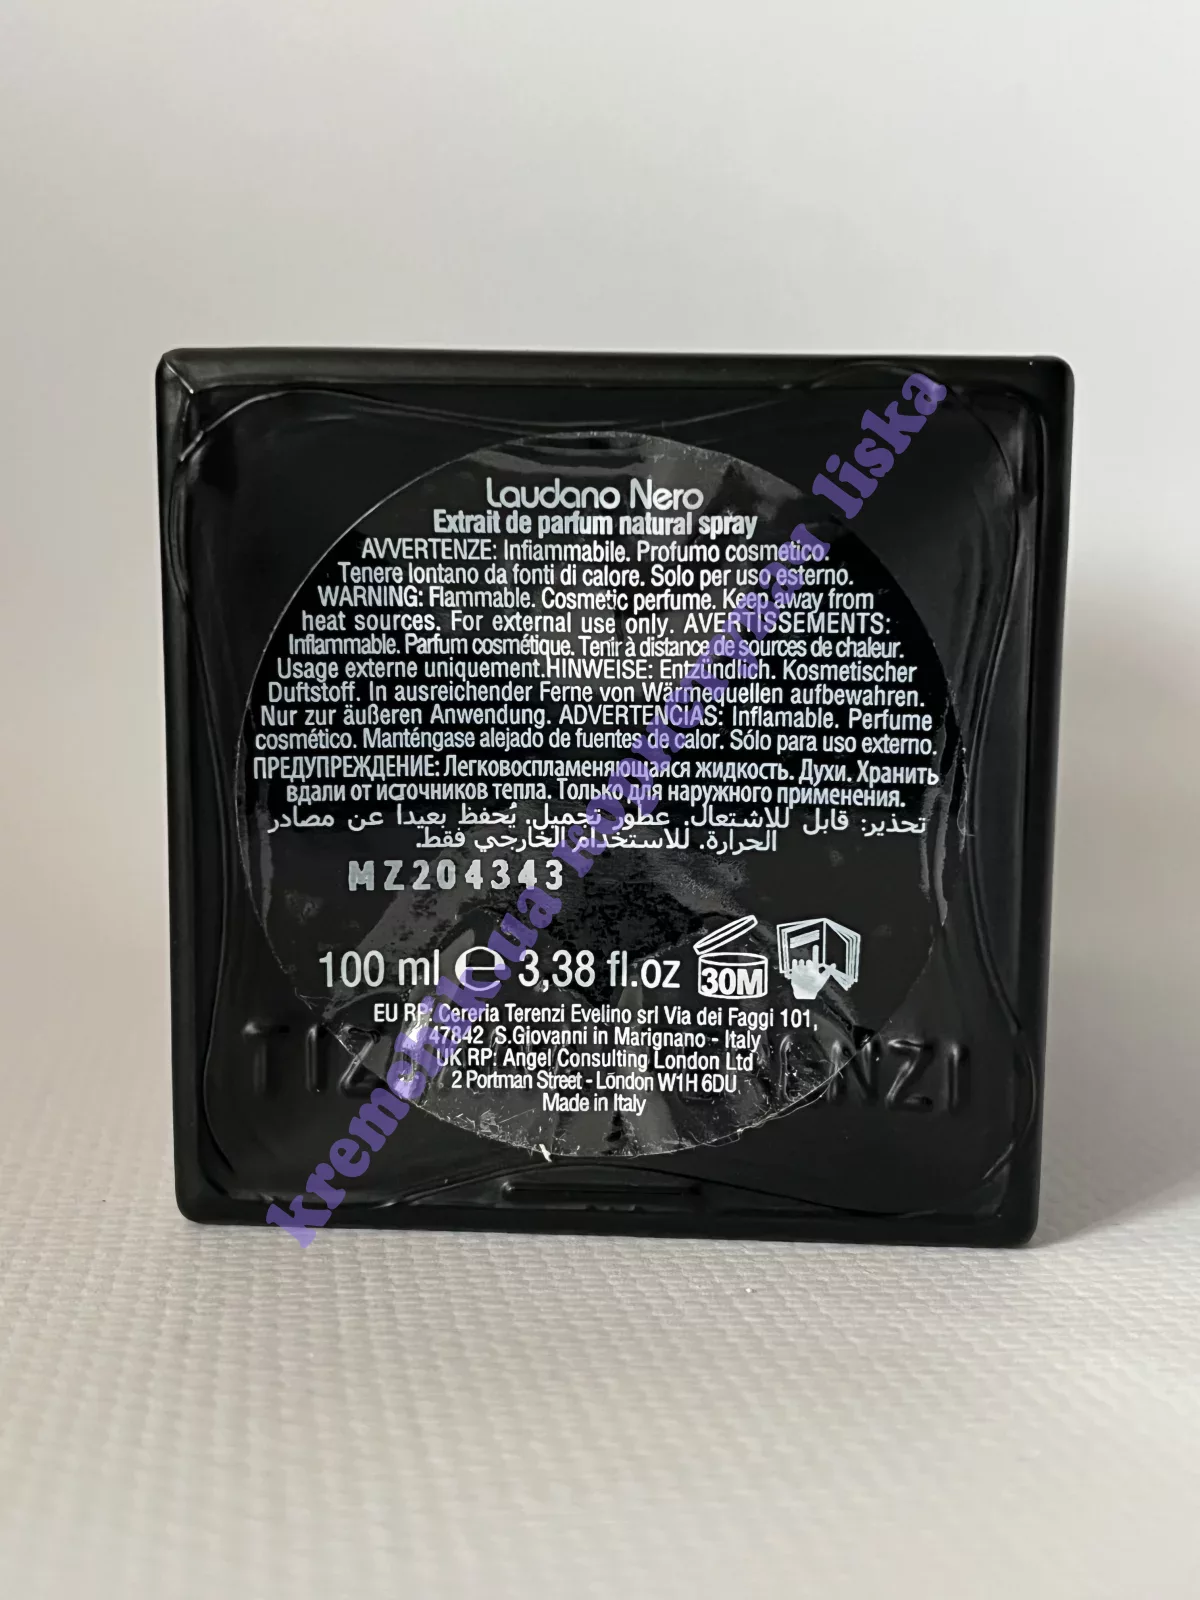 Laudano Nero
Extrait de parfum natural spray
AVVERTENZE: Infiammabile. Profumo cosmetico.
Tenere lontano da fonti di calore. Solo per uso esterno.
WARNING: Flammable. Cosmetic perfume. Keep away from
heat sources. For external use only. AVERTISSEMENTS:
Inflammable. Parfum cosmétique. Tenir à distance de sources de chaleur.
Usage externe uniquement.HINWEISE: Entzündlich. Kosmetischer
Duftstoff. In ausreichender Ferne von Wärmequellen aufbewahren.
Nur zur äußeren Anwendung. ADVERTENCIAS: Inflamable. Perfume
cosmético. Manténgase alejado de fuentes de calor. Sólo para uso externo.
ПРЕДУПРЕЖДЕНИЕ: Легковоспламеняющаяся жидкость. Духи. Хранить
вдали от источников тепла. Только для наружного применения.
تحذير: قابل للاشتعال. عطور تجميل. يُحفظ بعيداً عن مصادر
الحرارة. للاستخدام الخارجي فقط.
MZ204343
100 ml e 3,38 fl.oz 30M
EU RP: Cereria Terenzi Evelino srl Via dei Faggi 101,
47842 S.Giovanni in Marignano - Italy
UK RP: Angel Consulting London Ltd
2 Portman Street - London W1H 6DU
Made in Italy
liska